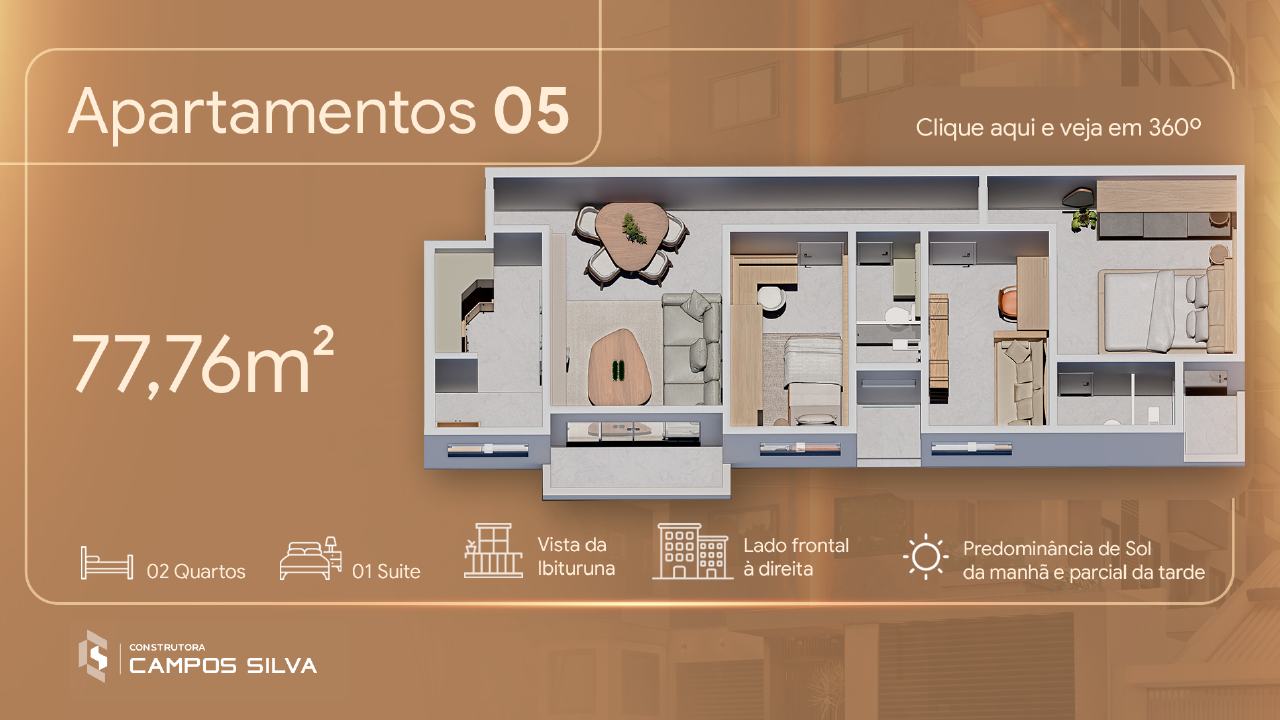 Apartamentos 05
Clique aqui e veja em 360º
77,76m²
02 Quartos
01 Suite
Vista da
Ibituruna
Lado frontal
à direita
Predominância de Sol
da manhã e parcial da tarde
CONSTRUTORA
CAMPOS SILVA